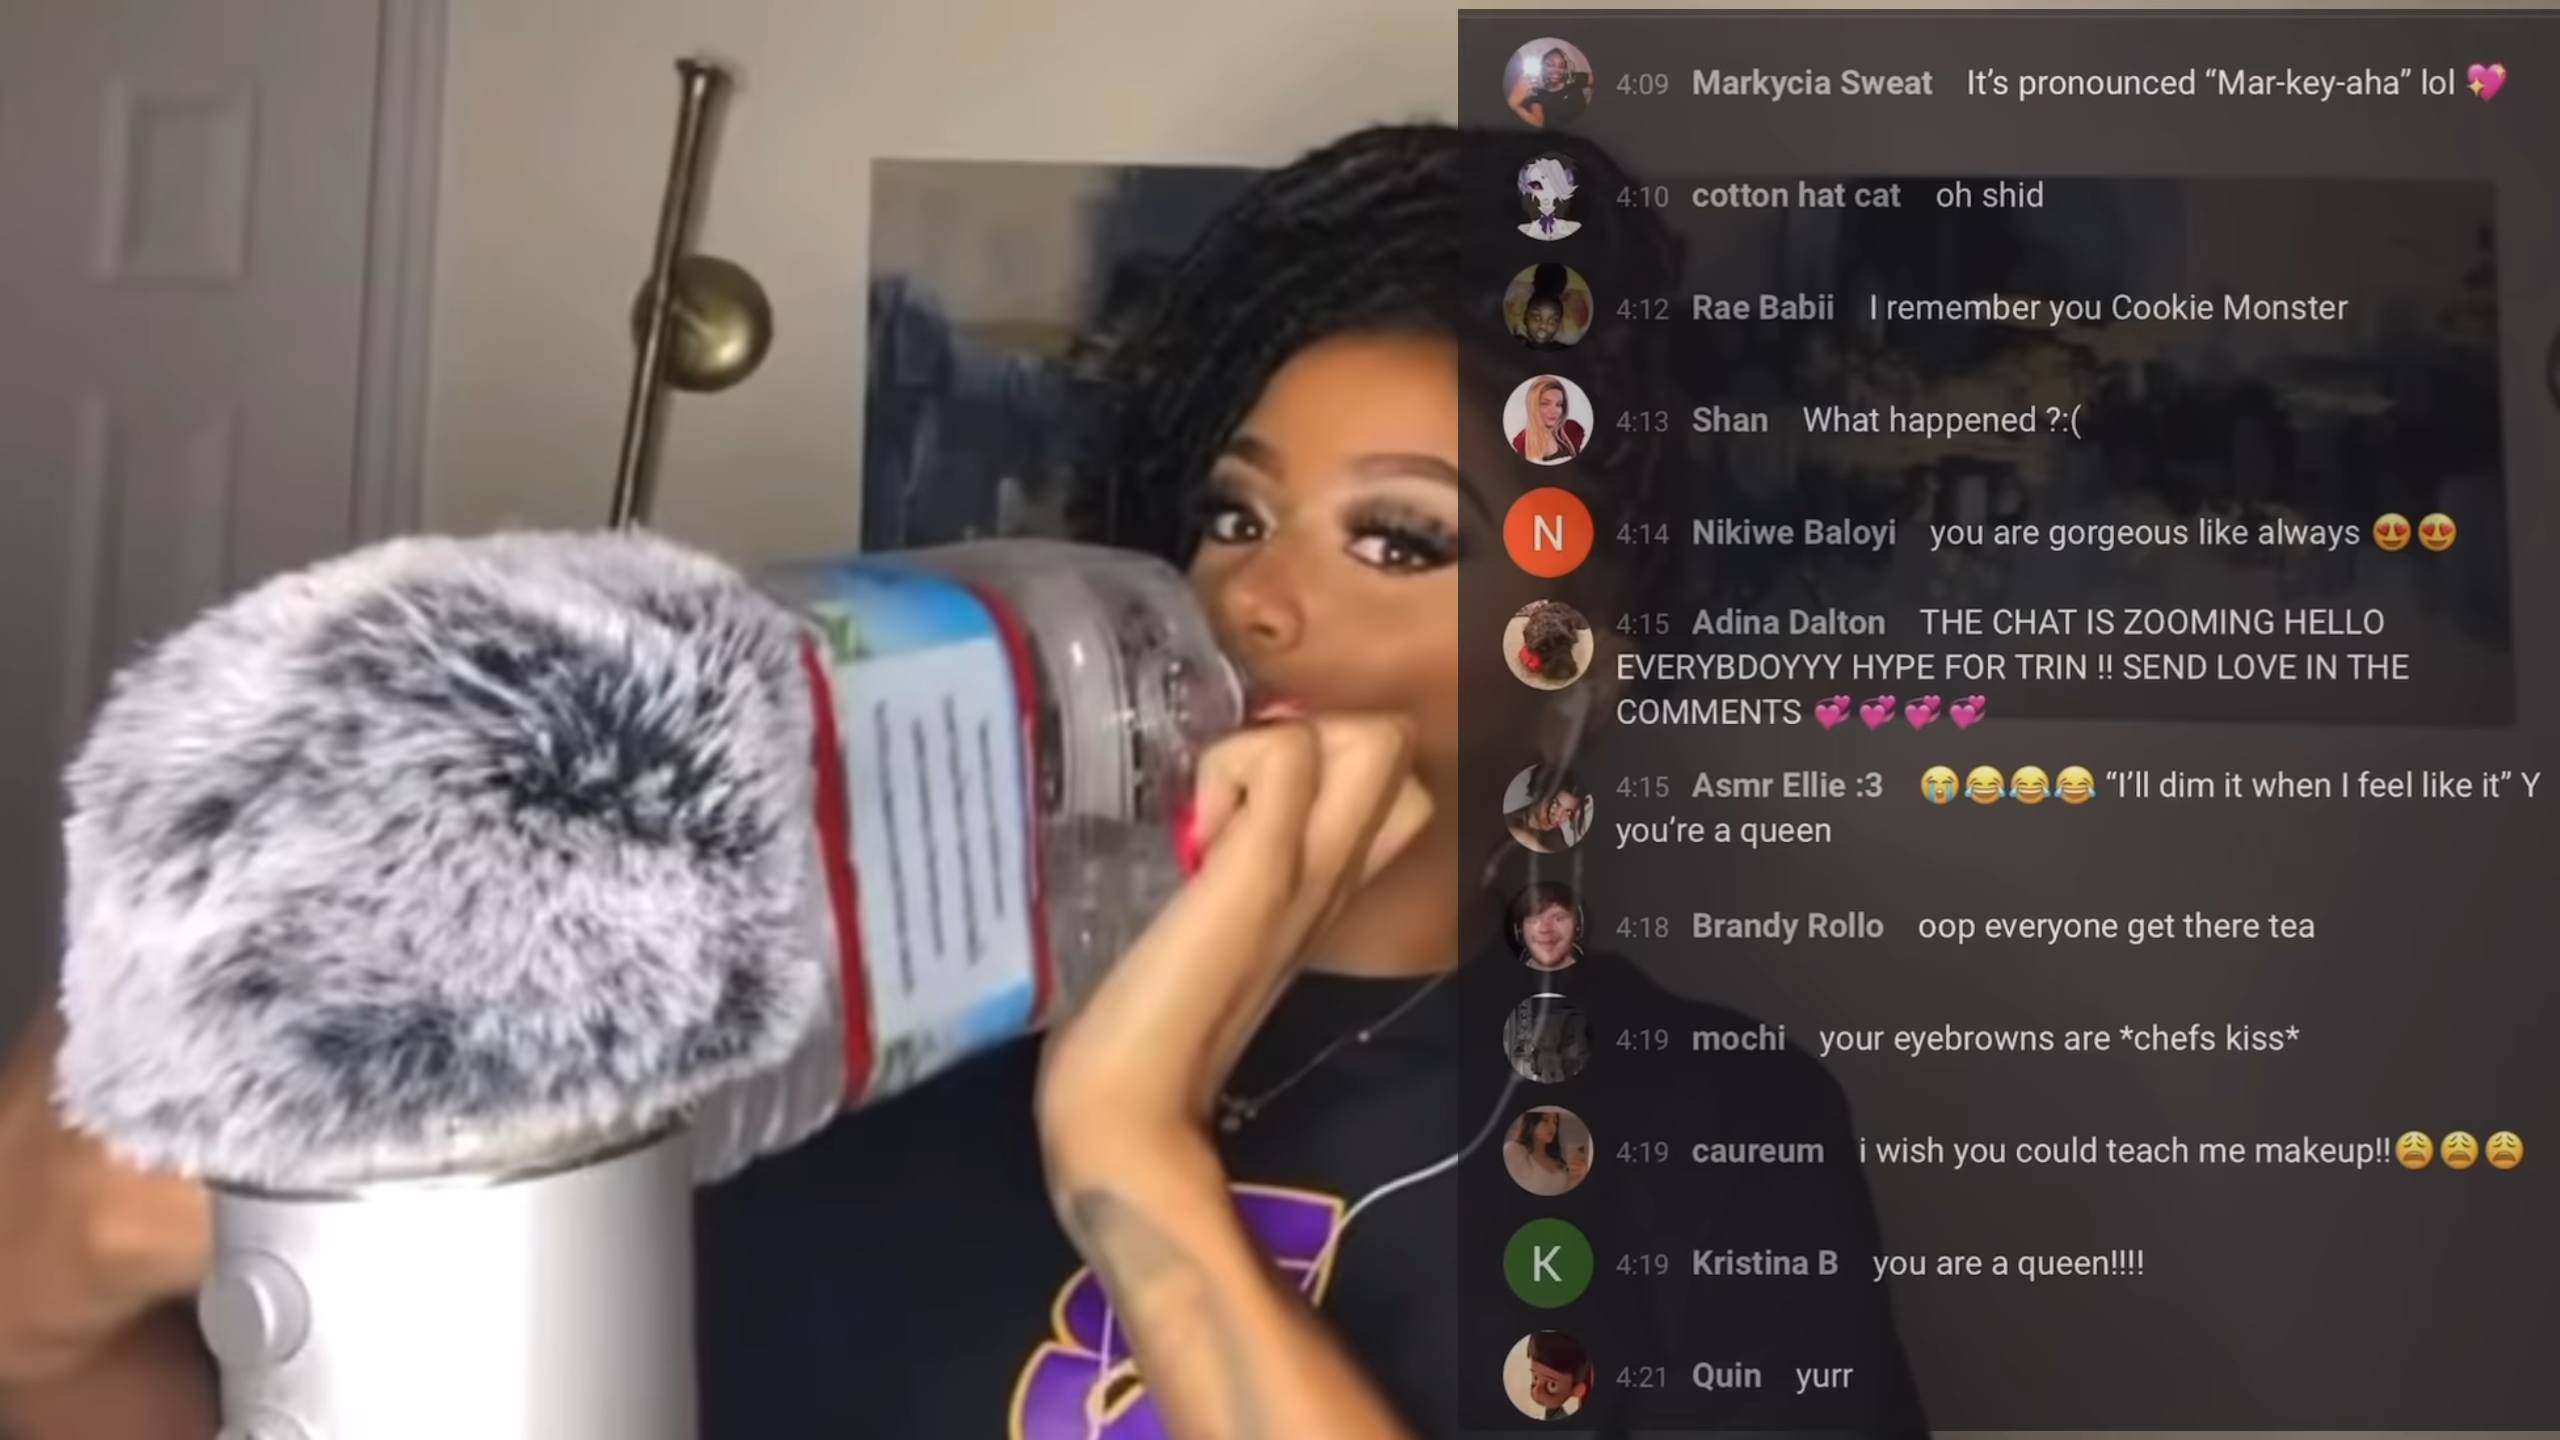 4:09 Markycia Sweat It's pronounced “Mar-key-aha” lol 💖
4:10 cotton hat cat oh shid
4:12 Rae Babii I remember you Cookie Monster
4:13 Shan What happened ?:(
N 4:14 Nikiwe Baloyi you are gorgeous like always 😍😍
4:15 Adina Dalton THE CHAT IS ZOOMING HELLO
EVERYBDOYYY HYPE FOR TRIN !! SEND LOVE IN THE
COMMENTS 💞💞💞💞
4:15 Asmr Ellie :3 😭😂😂😂 “I'll dim it when I feel like it” Y
you're a queen
4:18 Brandy Rollo oop everyone get there tea
4:19 mochi your eyebrowns are *chefs kiss*
4:19 caureum i wish you could teach me makeup!!😩😩😩
K 4:19 Kristina B you are a queen!!!!
4:21 Quin yurr